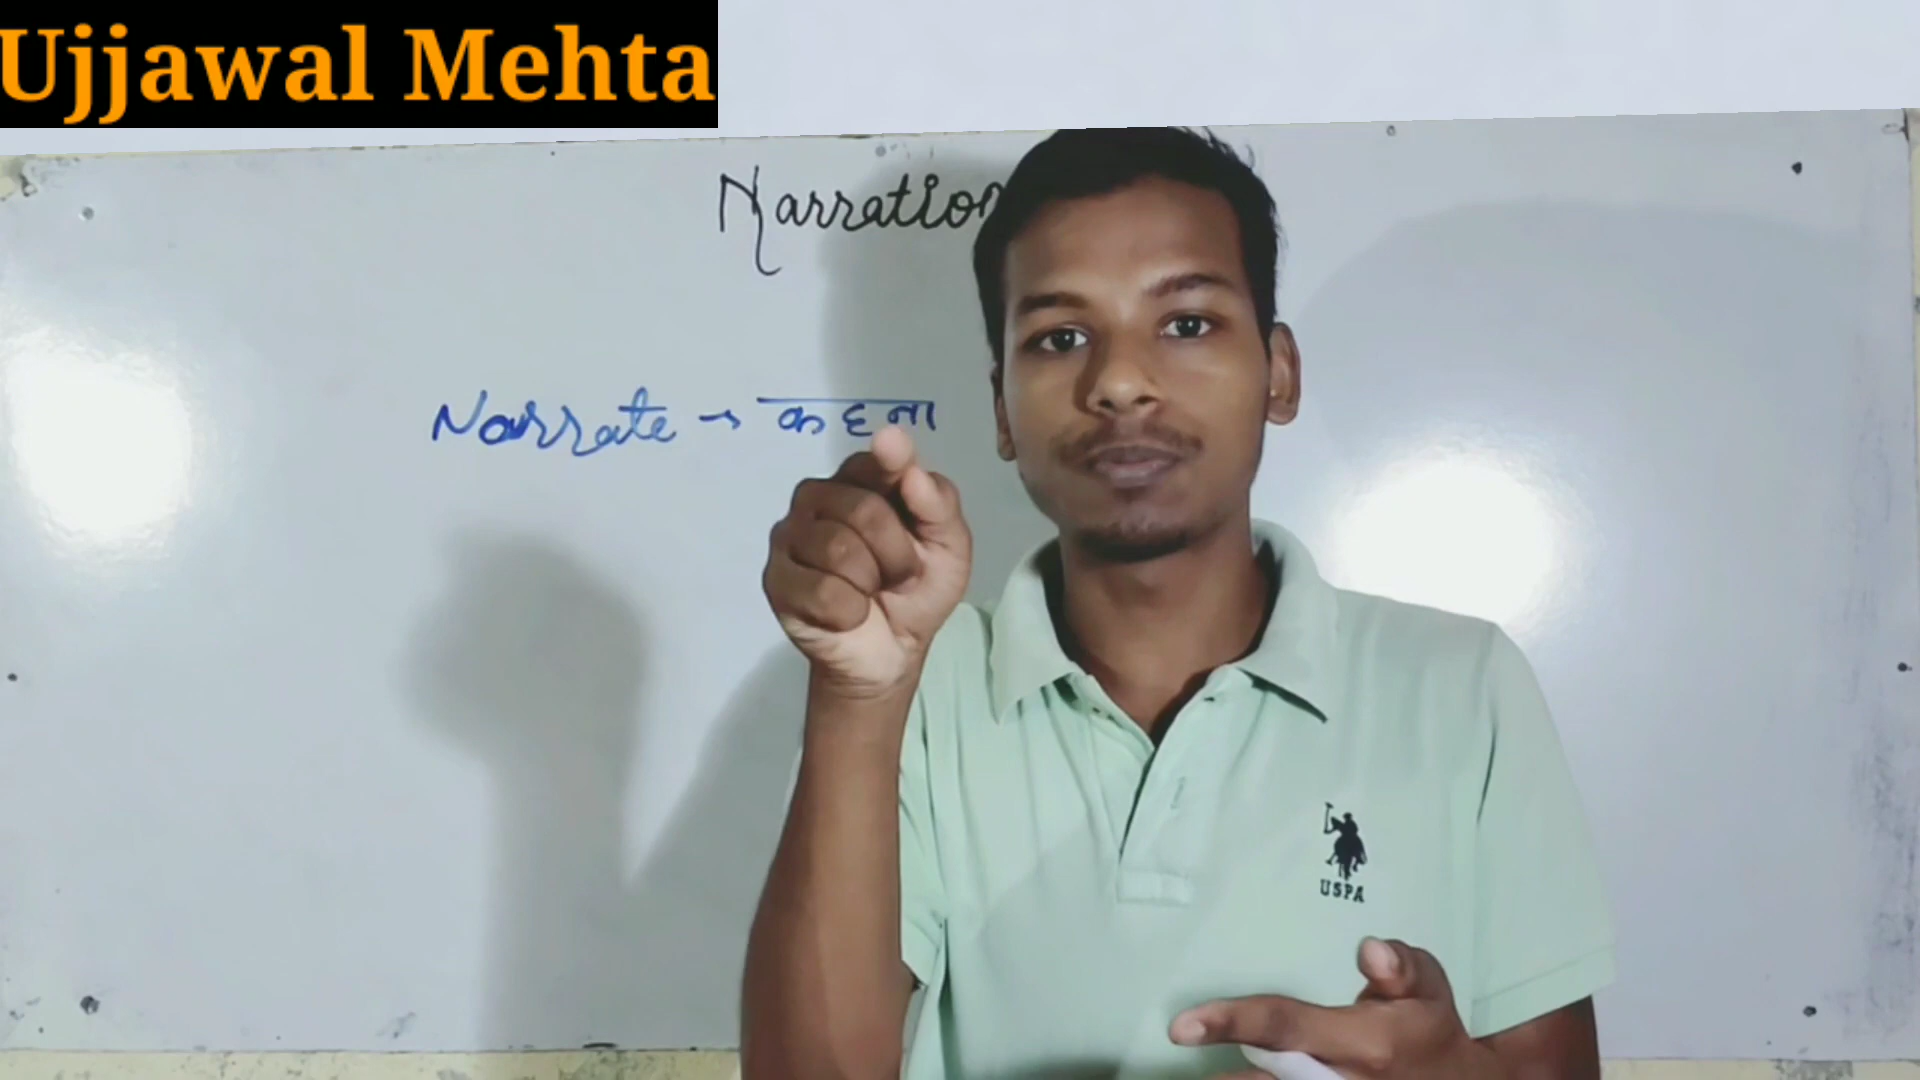 Ujjawal Mehta
Narration
Narrate → कहना
USPA